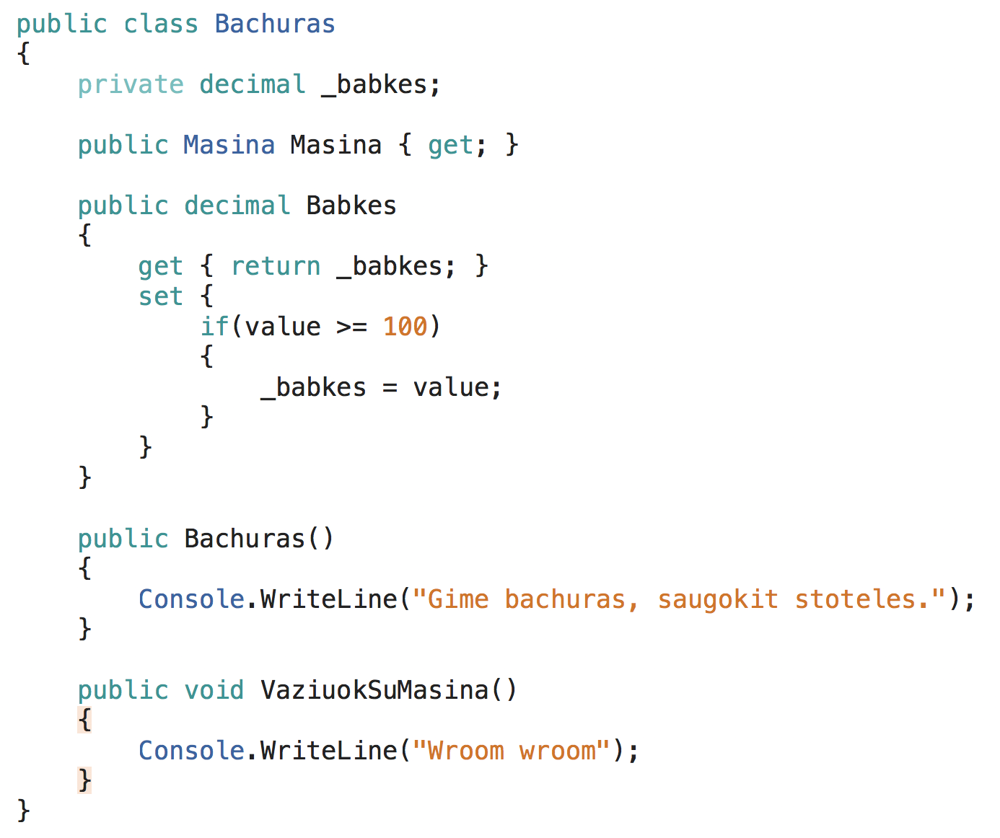 public class Bachuras
{
    private decimal _babkes;

    public Masina Masina { get; }

    public decimal Babkes
    {
        get { return _babkes; }
        set {
            if(value >= 100)
            {
                _babkes = value;
            }
        }
    }

    public Bachuras()
    {
        Console.WriteLine("Gime bachuras, saugokit stoteles.");
    }

    public void VaziuokSuMasina()
    {
        Console.WriteLine("Wroom wroom");
    }
}